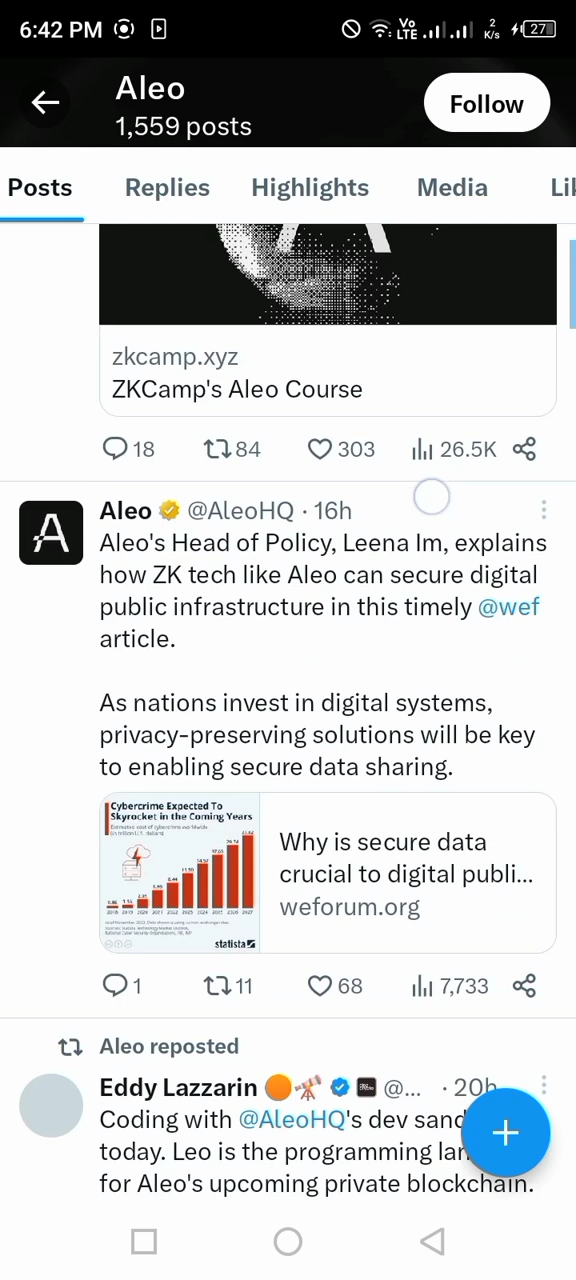 6:42 PM
Vo LTE 2 K/s 27
Aleo
1,559 posts
Follow
Posts Replies Highlights Media Lik
zkcamp.xyz
ZKCamp's Aleo Course
18 84 303 26.5K
Aleo @AleoHQ · 16h
Aleo's Head of Policy, Leena Im, explains
how ZK tech like Aleo can secure digital
public infrastructure in this timely @wef
article.
As nations invest in digital systems,
privacy-preserving solutions will be key
to enabling secure data sharing.
Cybercrime Expected To
Skyrocket in the Coming Years
statista
Why is secure data
crucial to digital publi...
weforum.org
1 11 68 7,733
Aleo reposted
Eddy Lazzarin @... · 20h
Coding with @AleoHQ's dev sand
today. Leo is the programming lan
for Aleo's upcoming private blockchain.